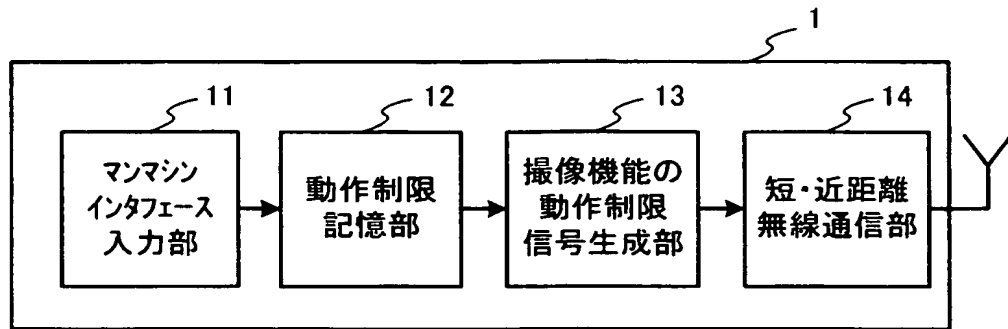 1
11
12
13
14
マンマシン
インタフェース
入力部
動作制限
記憶部
撮像機能の
動作制限
信号生成部
短・近距離
無線通信部